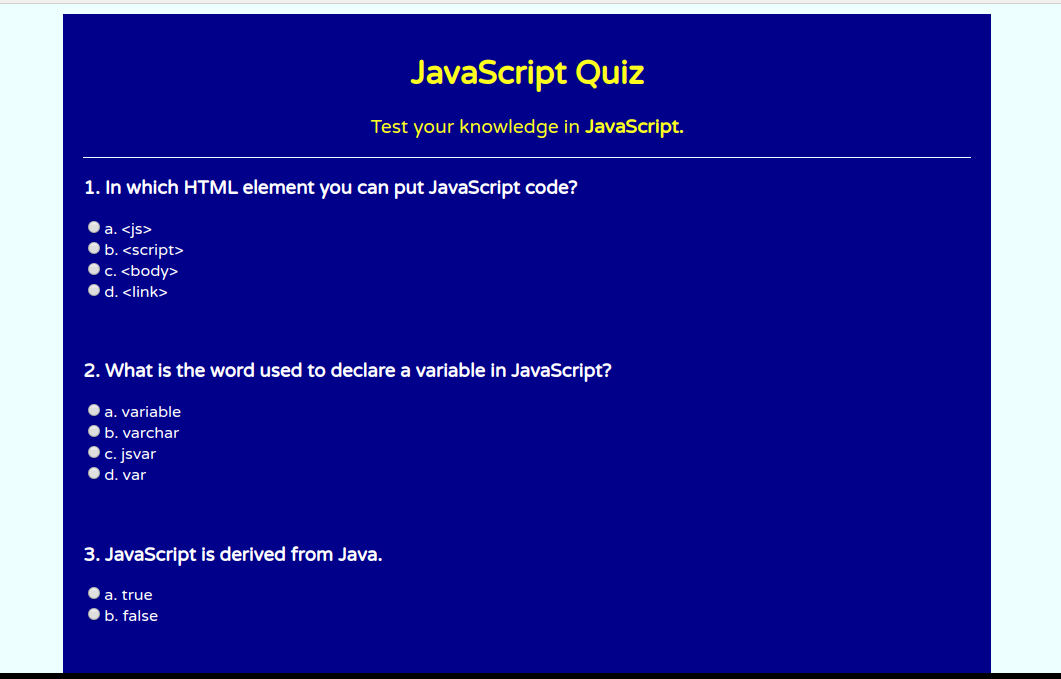 JavaScript Quiz
Test your knowledge in JavaScript.
1. In which HTML element you can put JavaScript code?
a. <js>
b. <script>
c. <body>
d. <link>
2. What is the word used to declare a variable in JavaScript?
a. variable
b. varchar
c. jsvar
d. var
3. JavaScript is derived from Java.
a. true
b. false